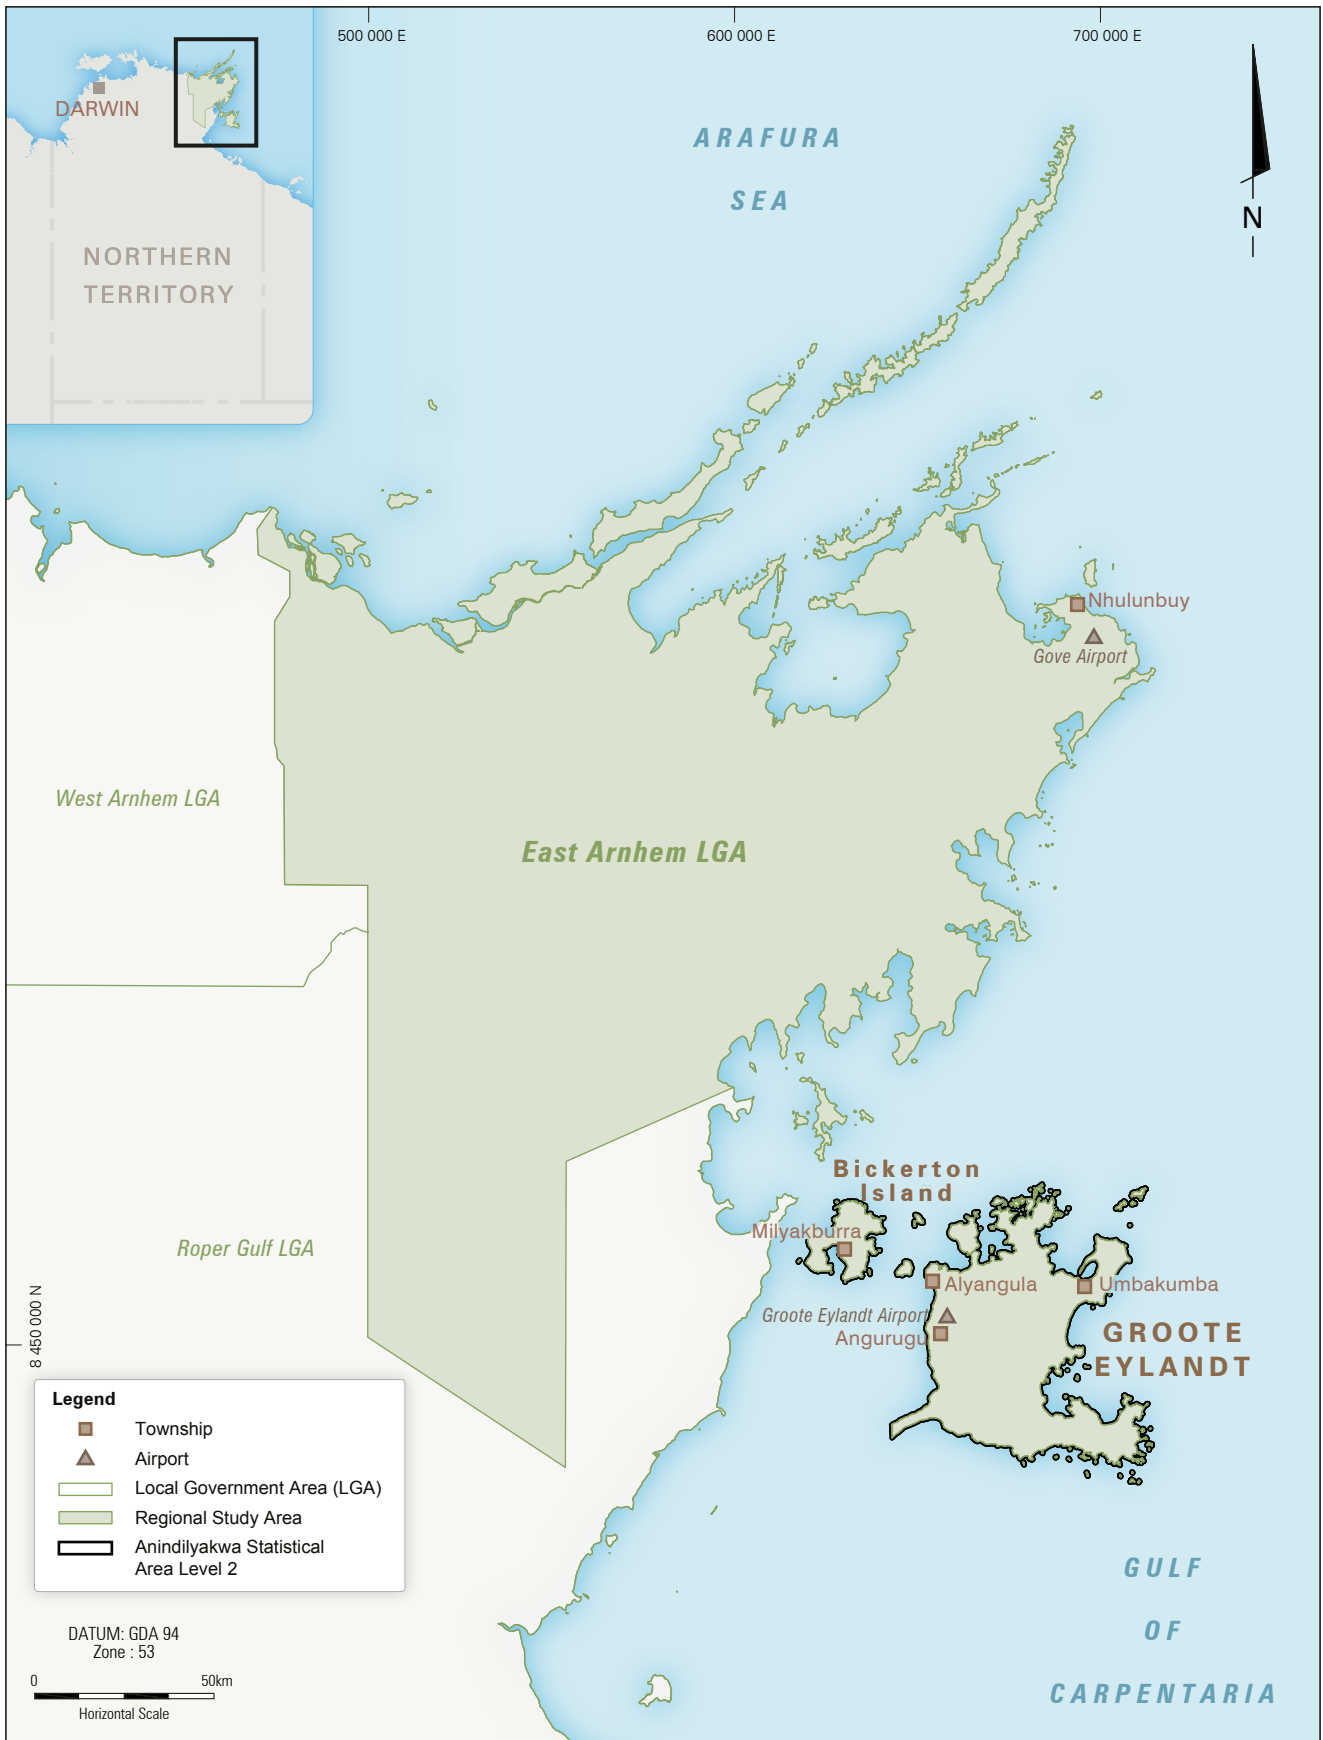 500 000 E
600 000 E
700 000 E
DARWIN
NORTHERN
TERRITORY
ARAFURA
SEA
N
Nhulunbuy
Gove Airport
West Arnhem LGA
East Arnhem LGA
Bickerton
Island
Milyakburra
Roper Gulf LGA
Alyangula
Umbakumba
Groote Eylandt Airport
Angurugu
GROOTE
EYLANDT
8 450 000 N
Legend
Township
Airport
Local Government Area (LGA)
Regional Study Area
Anindilyakwa Statistical
Area Level 2
GULF
OF
CARPENTARIA
DATUM: GDA 94
Zone : 53
0 50km
Horizontal Scale